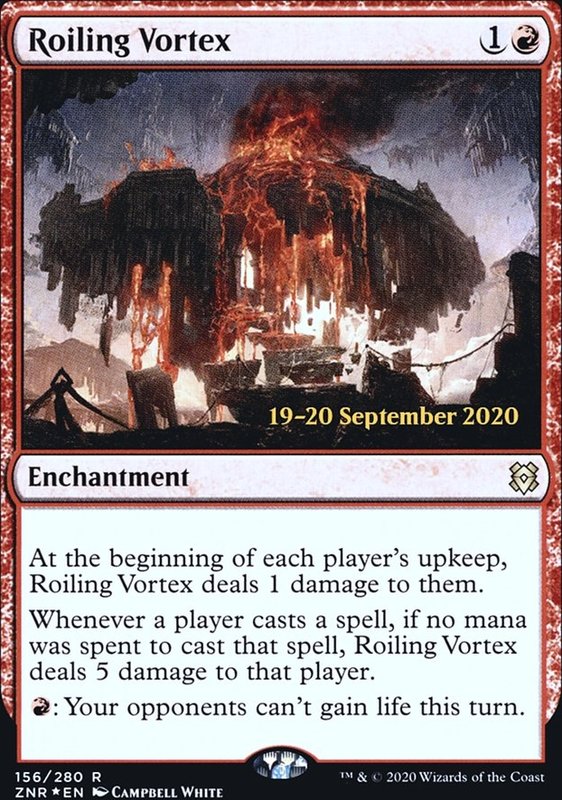 Roiling Vortex 1
19–20 September 2020
Enchantment
At the beginning of each player's upkeep,
Roiling Vortex deals 1 damage to them.
Whenever a player casts a spell, if no mana
was spent to cast that spell, Roiling Vortex
deals 5 damage to that player.
: Your opponents can't gain life this turn.
156/280 R
ZNR ★ EN Campbell White
™ & © 2020 Wizards of the Coast